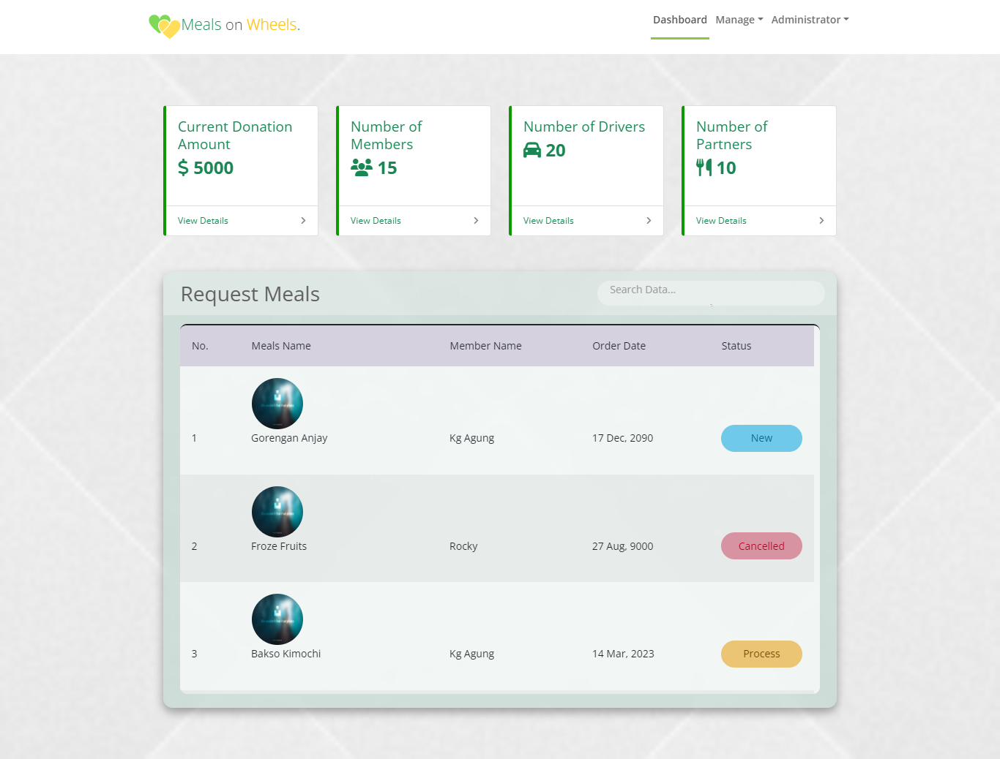 Meals on Wheels.
Dashboard Manage Administrator
Current Donation
Amount
$ 5000
View Details
Number of
Members
15
View Details
Number of Drivers
20
View Details
Number of
Partners
10
View Details
Request Meals
Search Data...
No. Meals Name Member Name Order Date Status
1 Gorengan Anjay Kg Agung 17 Dec, 2090 New
2 Froze Fruits Rocky 27 Aug, 9000 Cancelled
3 Bakso Kimochi Kg Agung 14 Mar, 2023 Process